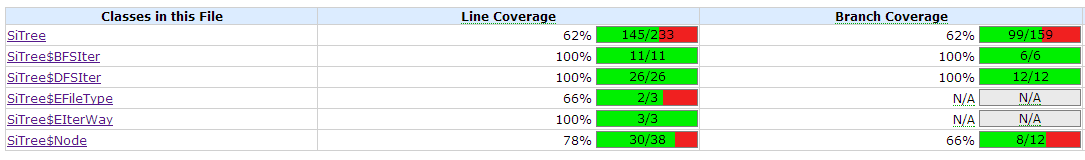 Classes in this File Line Coverage Branch Coverage
SiTree 62% 145/233 62% 99/159
SiTree$BFSIter 100% 11/11 100% 6/6
SiTree$DFSIter 100% 26/26 100% 12/12
SiTree$EFileType 66% 2/3 N/A N/A
SiTree$EIterWay 100% 3/3 N/A N/A
SiTree$Node 78% 30/38 66% 8/12